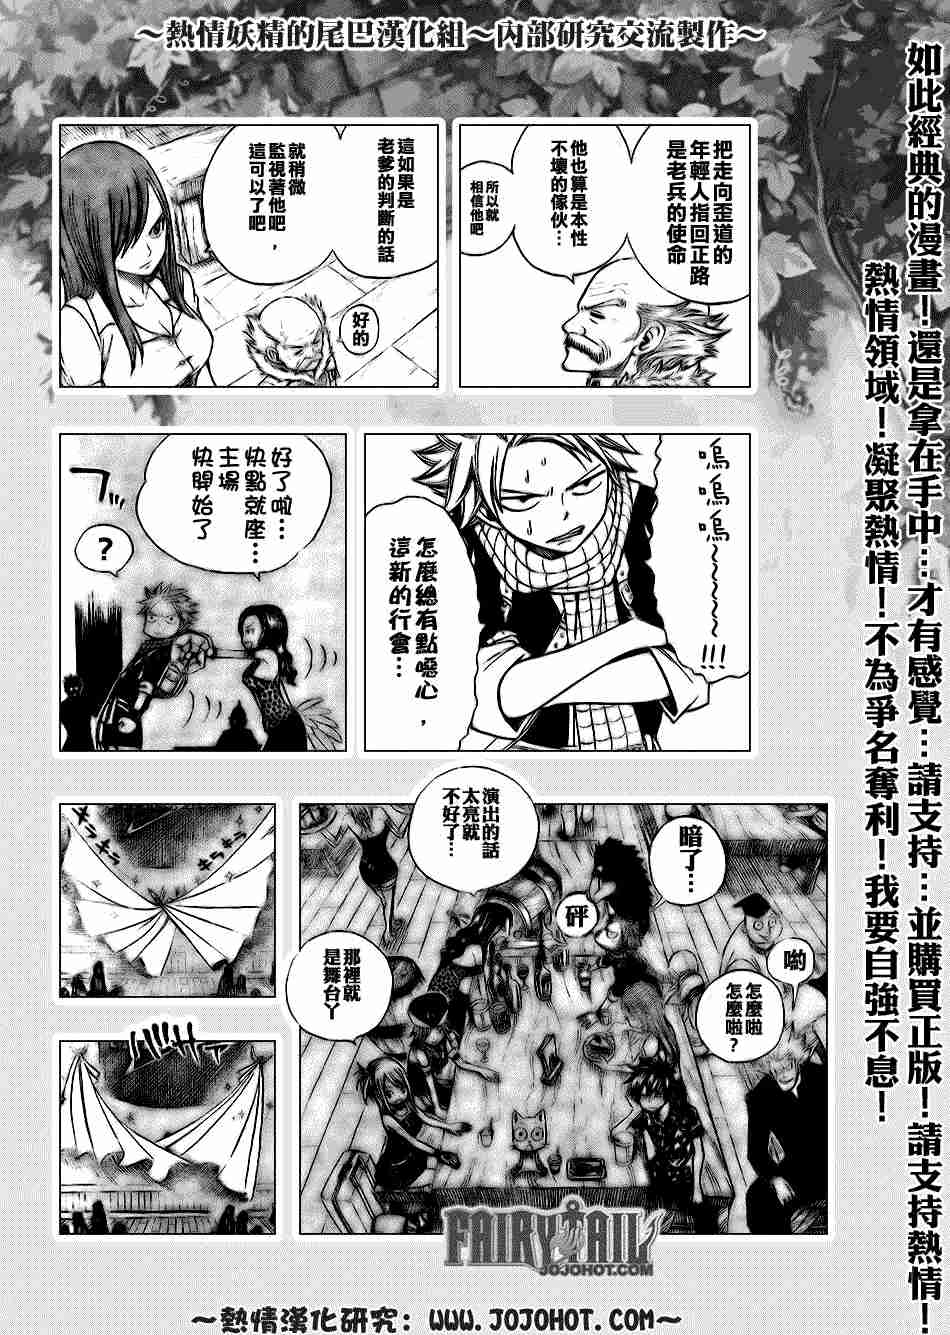 ~熱情妖精的尾巴漢化組~內部研究交流製作~
如此經典的漫畫！還是拿在手中…才有感覺…請支持…並購買正版！請支持熱情！
熱情領域！凝聚熱情！不為爭名奪利！我要自強不息！
把走向歪道的
年輕人指回正路
是老兵的使命
他也算是本性
不壞的傢伙…
所以就
相信他吧
這如果是
老爹的判斷的話
就稍微
監視著他吧
這可以了吧，
好的
嗚嗚嗚
!!!
怎麼總有點噁心，
這新的行會…
好了啦…
快點就座…
主場
快開始了
?
暗了…
演出的話
太亮就
不好了…
砰
喲
怎麼啦
怎麼啦?
那裡就
是舞台丫
キラ
キラ
キラ
FAIRY TAIL
JOJOHOT.COM
~熱情漢化研究: WWW.JOJOHOT.COM~